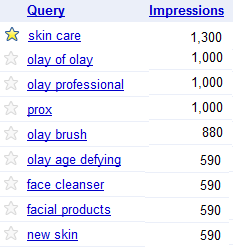 Query Impressions
skin care 1,300
olay of olay 1,000
olay professional 1,000
prox 1,000
olay brush 880
olay age defying 590
face cleanser 590
facial products 590
new skin 590